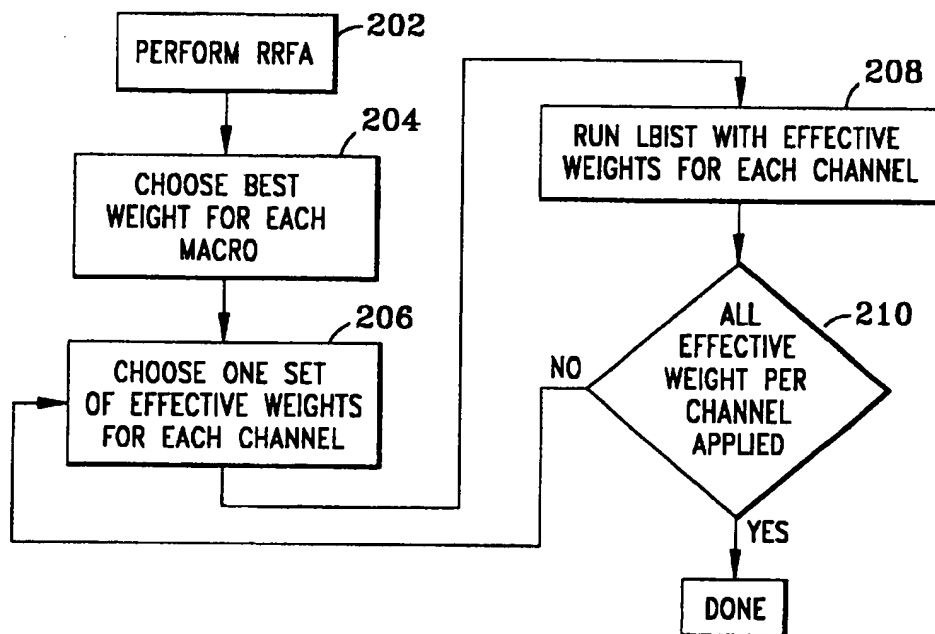 202
PERFORM RRFA
204
CHOOSE BEST
WEIGHT FOR EACH
MACRO
206
CHOOSE ONE SET
OF EFFECTIVE WEIGHTS
FOR EACH CHANNEL
208
RUN LBIST WITH EFFECTIVE
WEIGHTS FOR EACH CHANNEL
210
ALL
EFFECTIVE
WEIGHT PER
CHANNEL
APPLIED
NO
YES
DONE